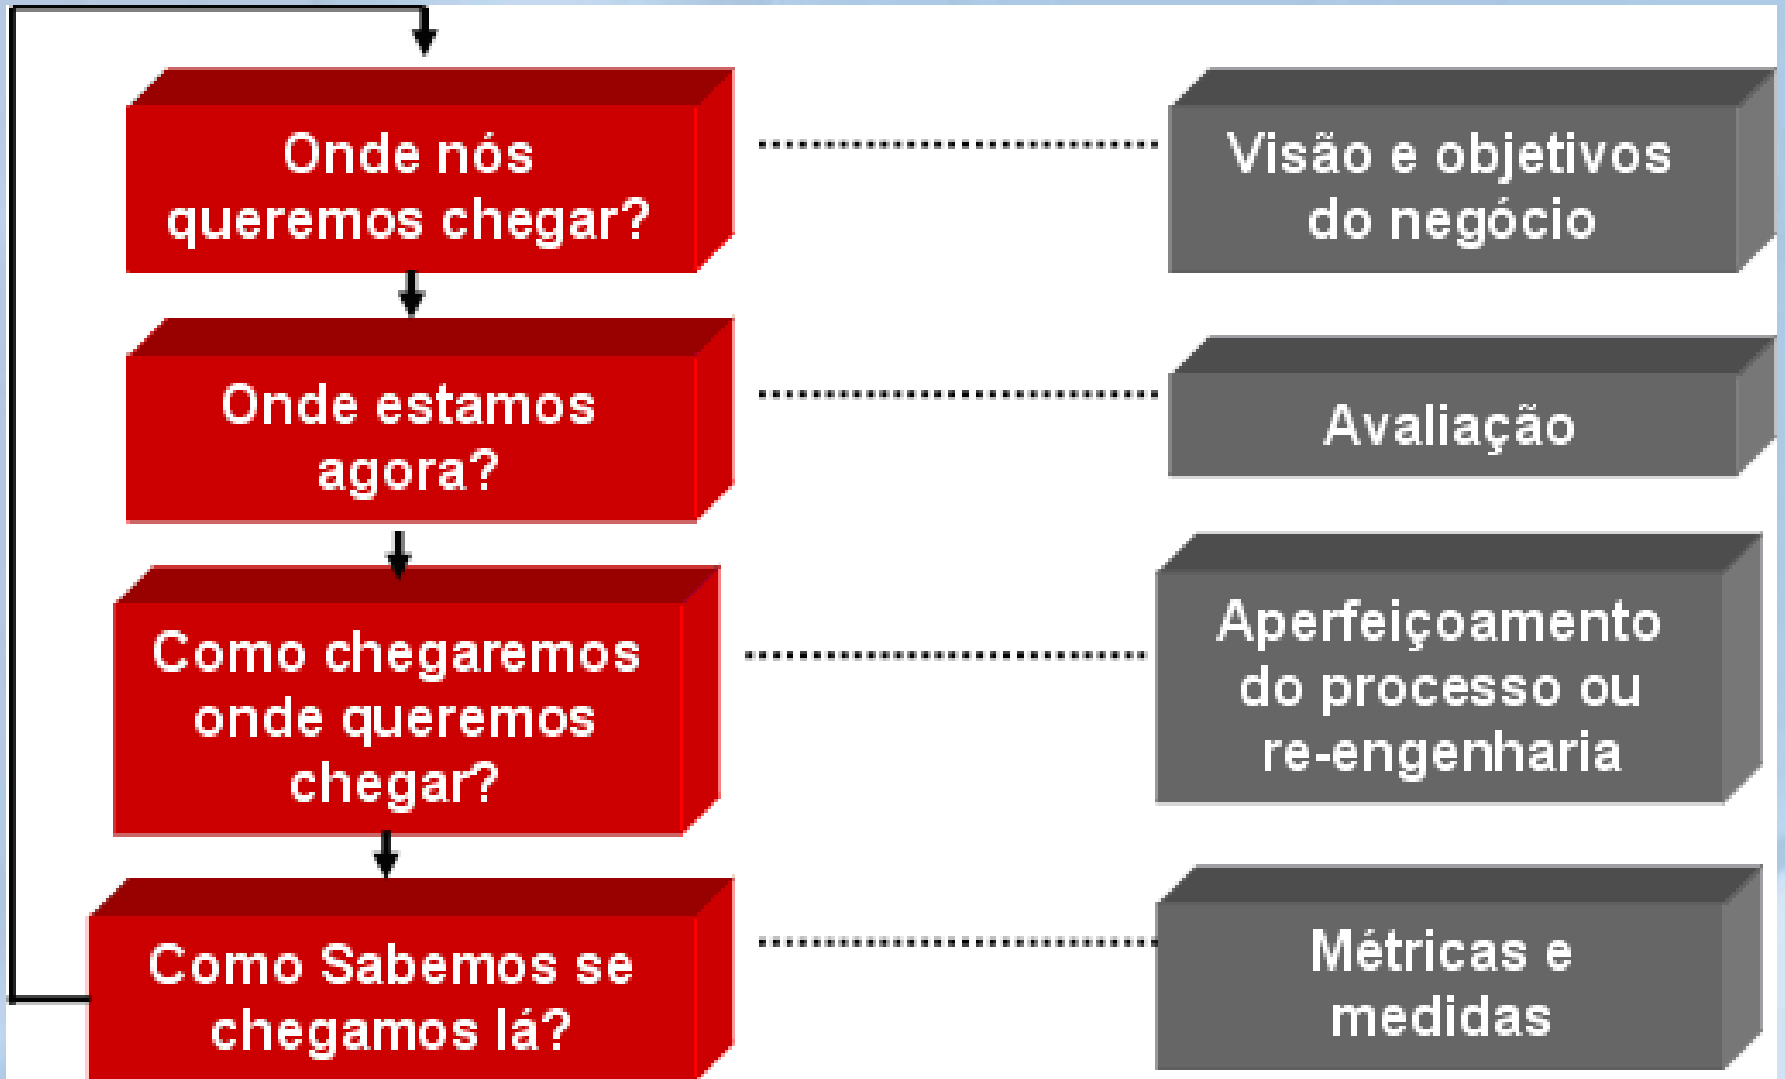 Onde nós
queremos chegar?
Visão e objetivos
do negócio
Onde estamos
agora?
Avaliação
Como chegaremos
onde queremos
chegar?
Aperfeiçoamento
do processo ou
re-engenharia
Como Sabemos se
chegamos lá?
Métricas e
medidas